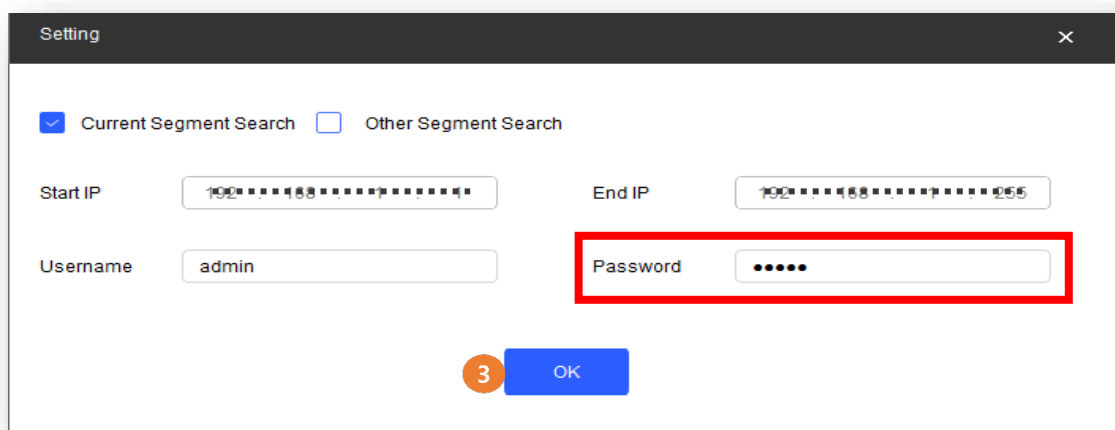 Setting
Current Segment Search Other Segment Search
Start IP 192 . 168 . 1 . 1 End IP 192 . 168 . 1 . 255
Username admin Password •••••
3 OK